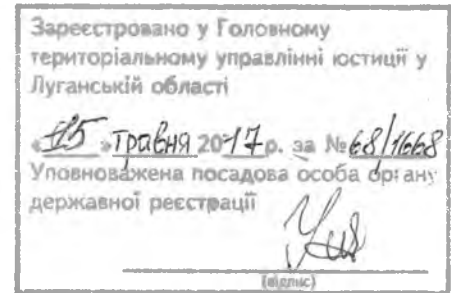 Зареєстровано у Головному
територіальному управлінні юстиції у
Луганській області
«15» травня 2017р. за №68/1668
Уповноважена посадова особа органу
державної реєстрації
(підпис)